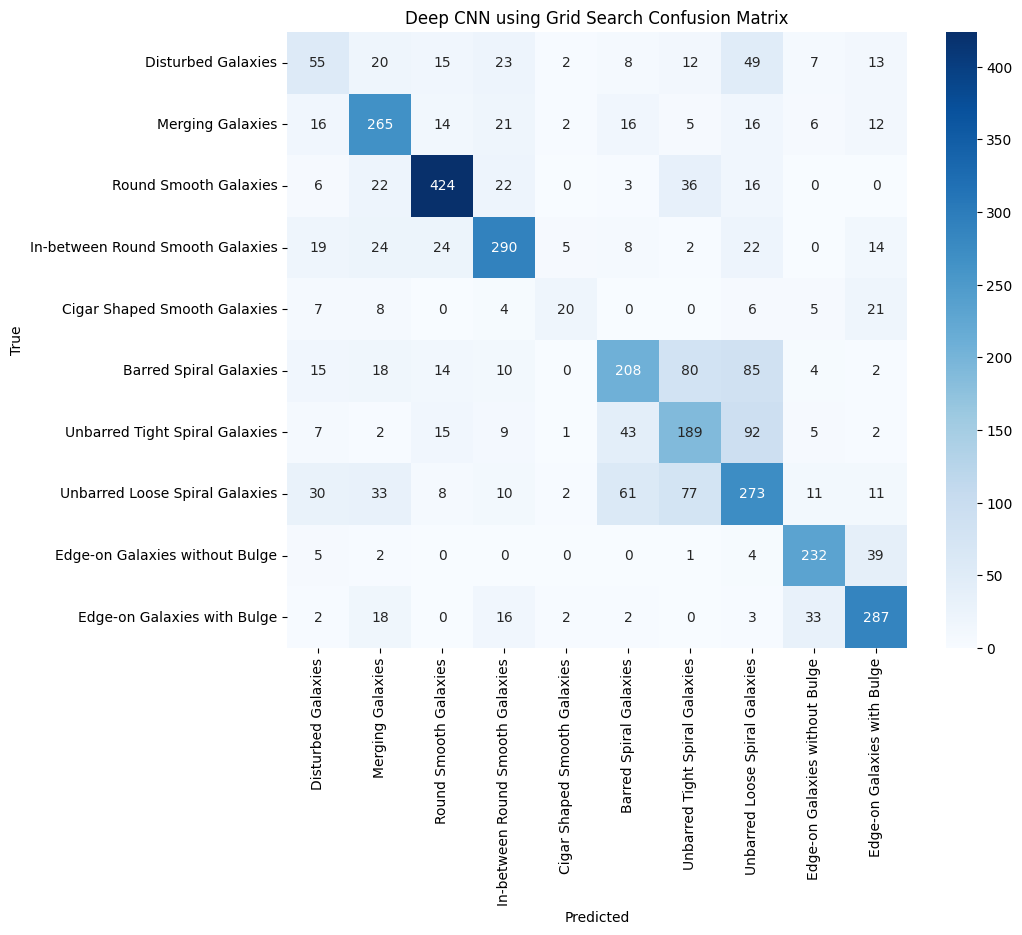 Deep CNN using Grid Search Confusion Matrix
True
Disturbed Galaxies 55 20 15 23 2 8 12 49 7 13
Merging Galaxies 16 265 14 21 2 16 5 16 6 12
Round Smooth Galaxies 6 22 424 22 0 3 36 16 0 0
In-between Round Smooth Galaxies 19 24 24 290 5 8 2 22 0 14
Cigar Shaped Smooth Galaxies 7 8 0 4 20 0 0 6 5 21
Barred Spiral Galaxies 15 18 14 10 0 208 80 85 4 2
Unbarred Tight Spiral Galaxies 7 2 15 9 1 43 189 92 5 2
Unbarred Loose Spiral Galaxies 30 33 8 10 2 61 77 273 11 11
Edge-on Galaxies without Bulge 5 2 0 0 0 0 1 4 232 39
Edge-on Galaxies with Bulge 2 18 0 16 2 2 0 3 33 287
Disturbed Galaxies
Merging Galaxies
Round Smooth Galaxies
In-between Round Smooth Galaxies
Cigar Shaped Smooth Galaxies
Barred Spiral Galaxies
Unbarred Tight Spiral Galaxies
Unbarred Loose Spiral Galaxies
Edge-on Galaxies without Bulge
Edge-on Galaxies with Bulge
Predicted
400
350
300
250
200
150
100
50
0